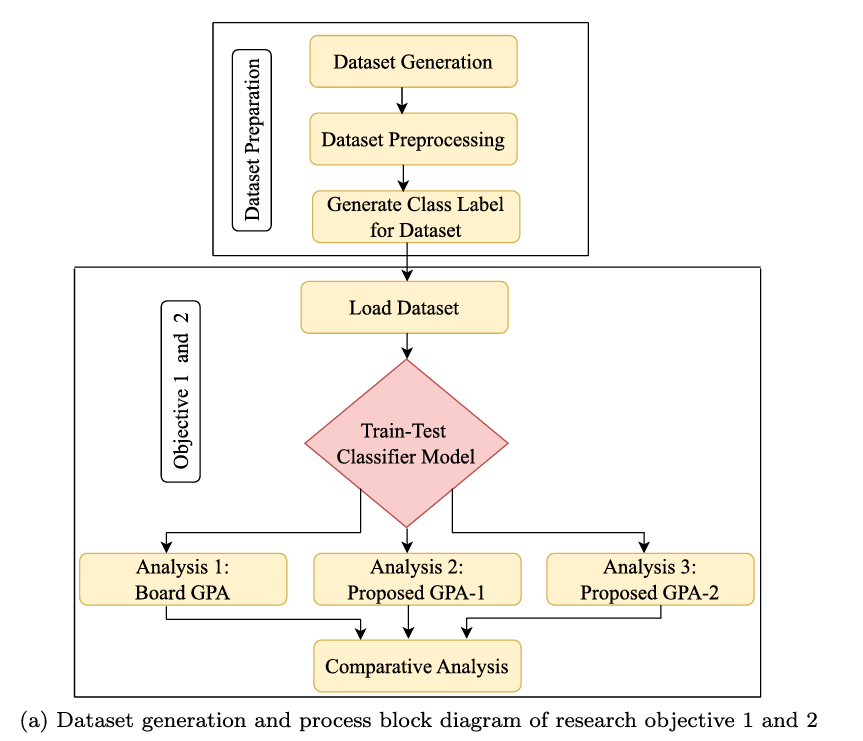 Dataset Preparation
Dataset Generation
Dataset Preprocessing
Generate Class Label
for Dataset
Objective 1 and 2
Load Dataset
Train-Test
Classifier Model
Analysis 1:
Board GPA
Analysis 2:
Proposed GPA-1
Analysis 3:
Proposed GPA-2
Comparative Analysis
(a) Dataset generation and process block diagram of research objective 1 and 2